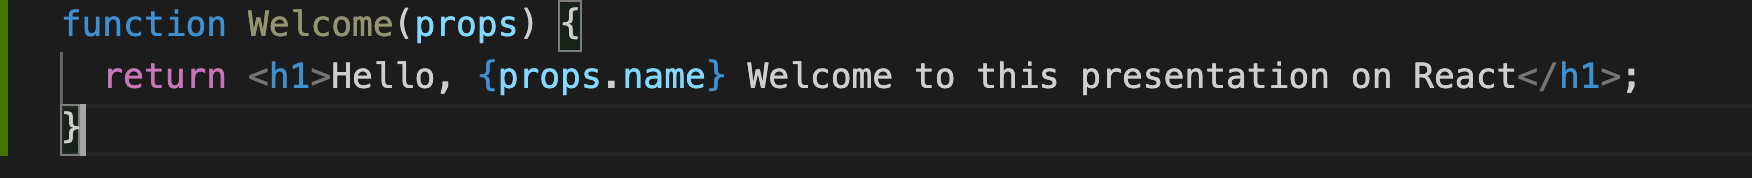 function Welcome(props) {
  return <h1>Hello, {props.name} Welcome to this presentation on React</h1>;
}